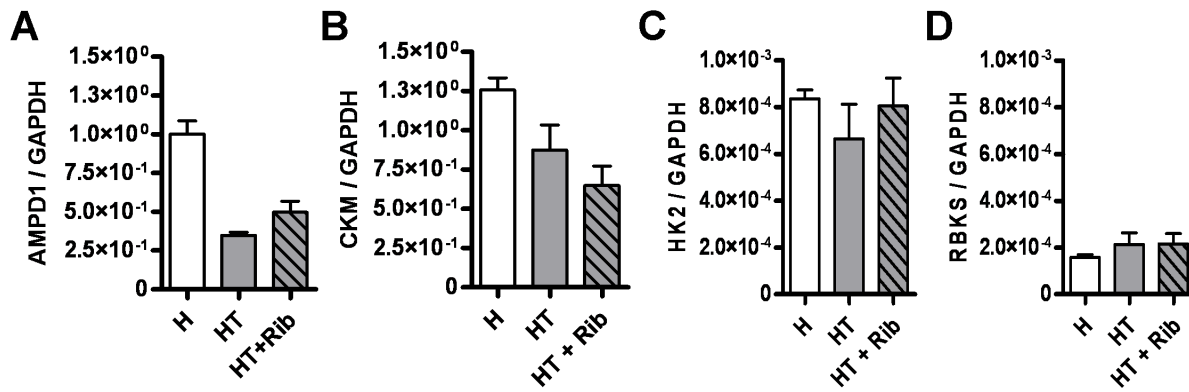 A
AMPD1 / GAPDH
1.5×10⁰
1.3×10⁰
1.0×10⁰
7.5×10⁻¹
5.0×10⁻¹
2.5×10⁻¹
0
H
HT
HT+Rib
B
CKM / GAPDH
1.5×10⁰
1.3×10⁰
1.0×10⁰
7.5×10⁻¹
5.0×10⁻¹
2.5×10⁻¹
0
H
HT
HT + Rib
C
HK2 / GAPDH
1.0×10⁻³
8.0×10⁻⁴
6.0×10⁻⁴
4.0×10⁻⁴
2.0×10⁻⁴
0
H
HT
HT + Rib
D
RBKS / GAPDH
1.0×10⁻³
8.0×10⁻⁴
6.0×10⁻⁴
4.0×10⁻⁴
2.0×10⁻⁴
0
H
HT
HT + Rib